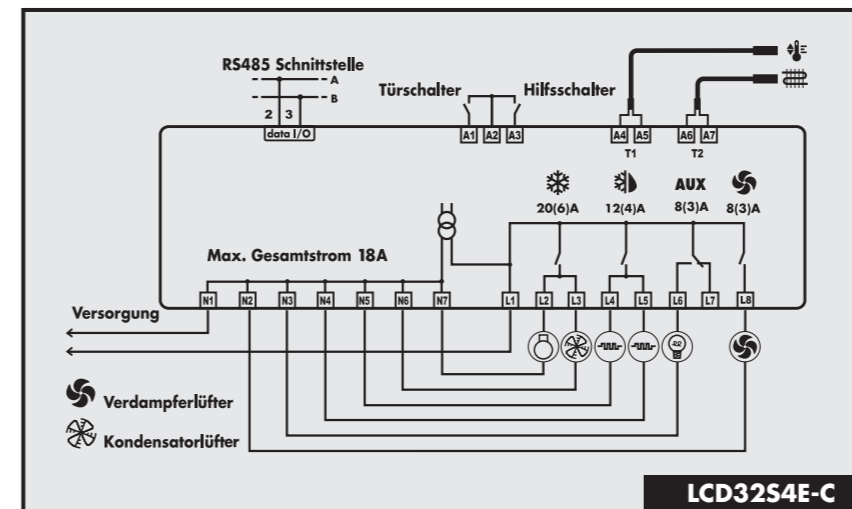 RS485 Schnittstelle
A
B
2 3
data I/O
Türschalter
Hilfsschalter
A1 A2 A3 A4 A5 A6 A7
T1 T2
AUX
20(6)A 12(4)A 8(3)A 8(3)A
Max. Gesamtstrom 18A
N1 N2 N3 N4 N5 N6 N7 L1 L2 L3 L4 L5 L6 L7 L8
Versorgung
Verdampferlüfter
Kondensatorlüfter
LCD32S4E-C